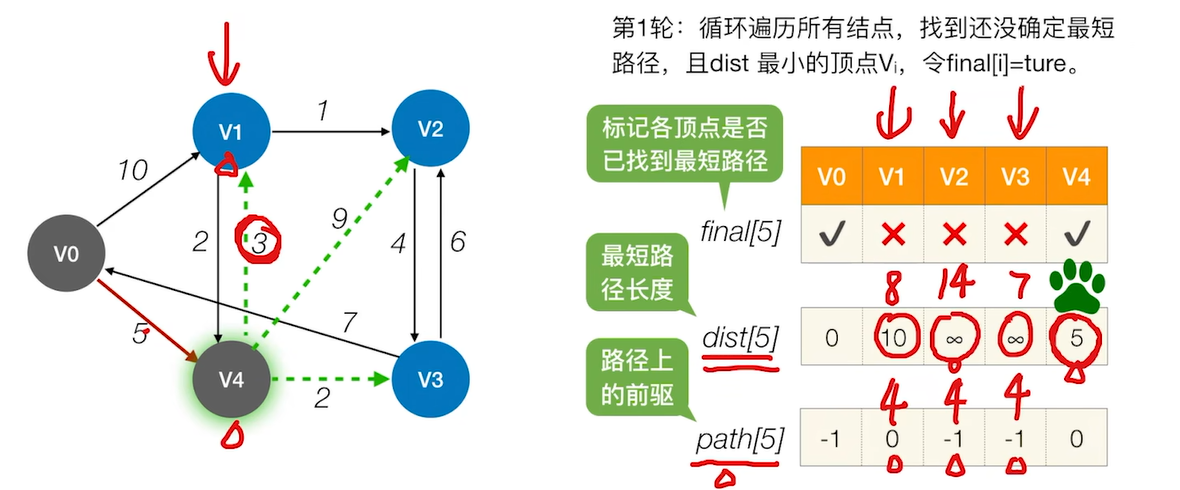 第1轮：循环遍历所有结点，找到还没确定最短
路径，且dist 最小的顶点Vi，令final[i]=ture。
标记各顶点是否
已找到最短路径
V0 V1 V2 V3 V4
final[5] ✓ ✕ ✕ ✕ ✓
8 14 7
最短路
径长度
dist[5] 0 10 ∞ ∞ 5
路径上
的前驱
4 4 4
path[5] -1 0 -1 -1 0
V1
1
V2
10
2
3
9
4
6
V0
5
7
V4
2
V3